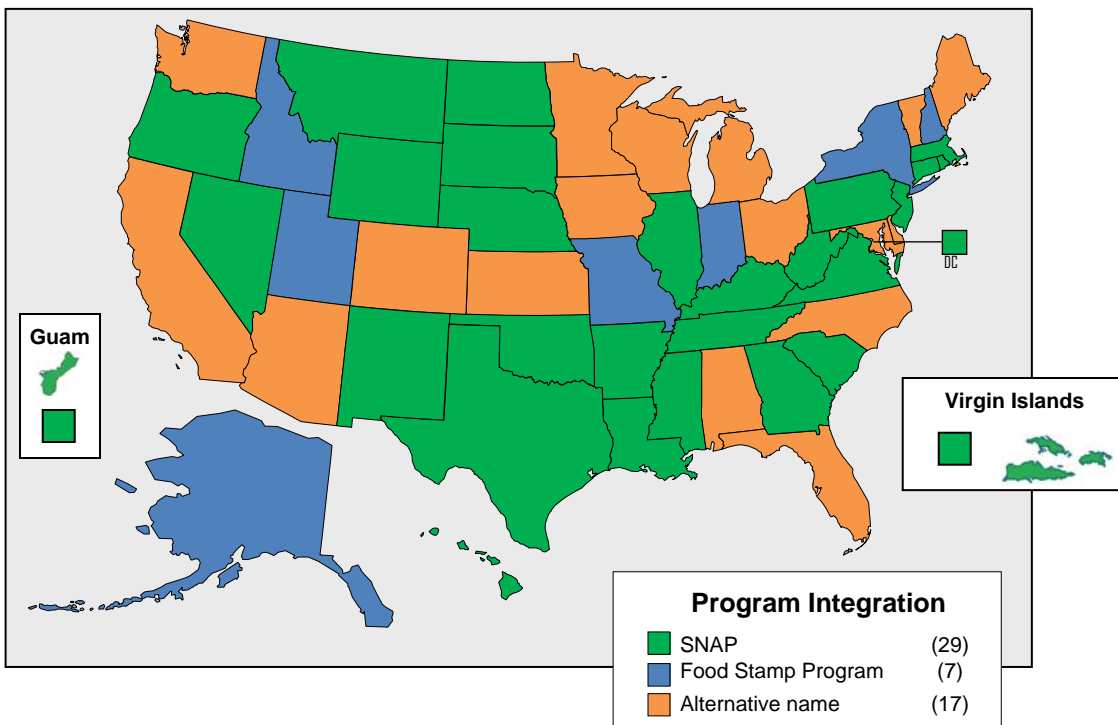 DC
Guam
Virgin Islands
Program Integration
SNAP (29)
Food Stamp Program (7)
Alternative name (17)